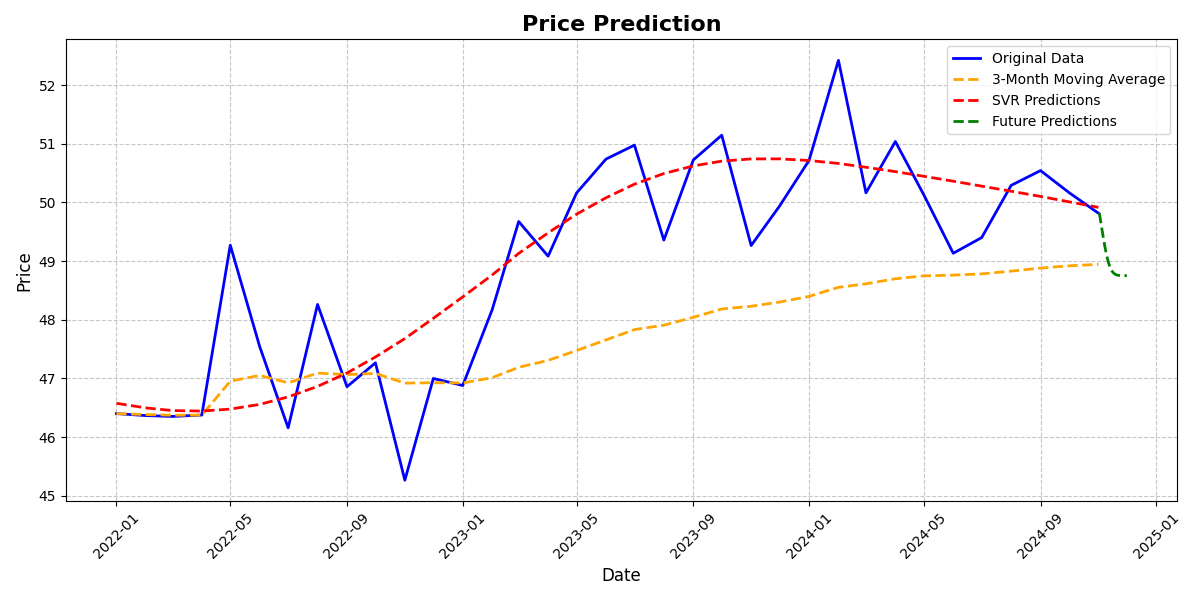 Price Prediction
Original Data
3-Month Moving Average
SVR Predictions
Future Predictions
Price
52
51
50
49
48
47
46
45
2022-01
2022-05
2022-09
2023-01
2023-05
2023-09
2024-01
2024-05
2024-09
2025-01
Date